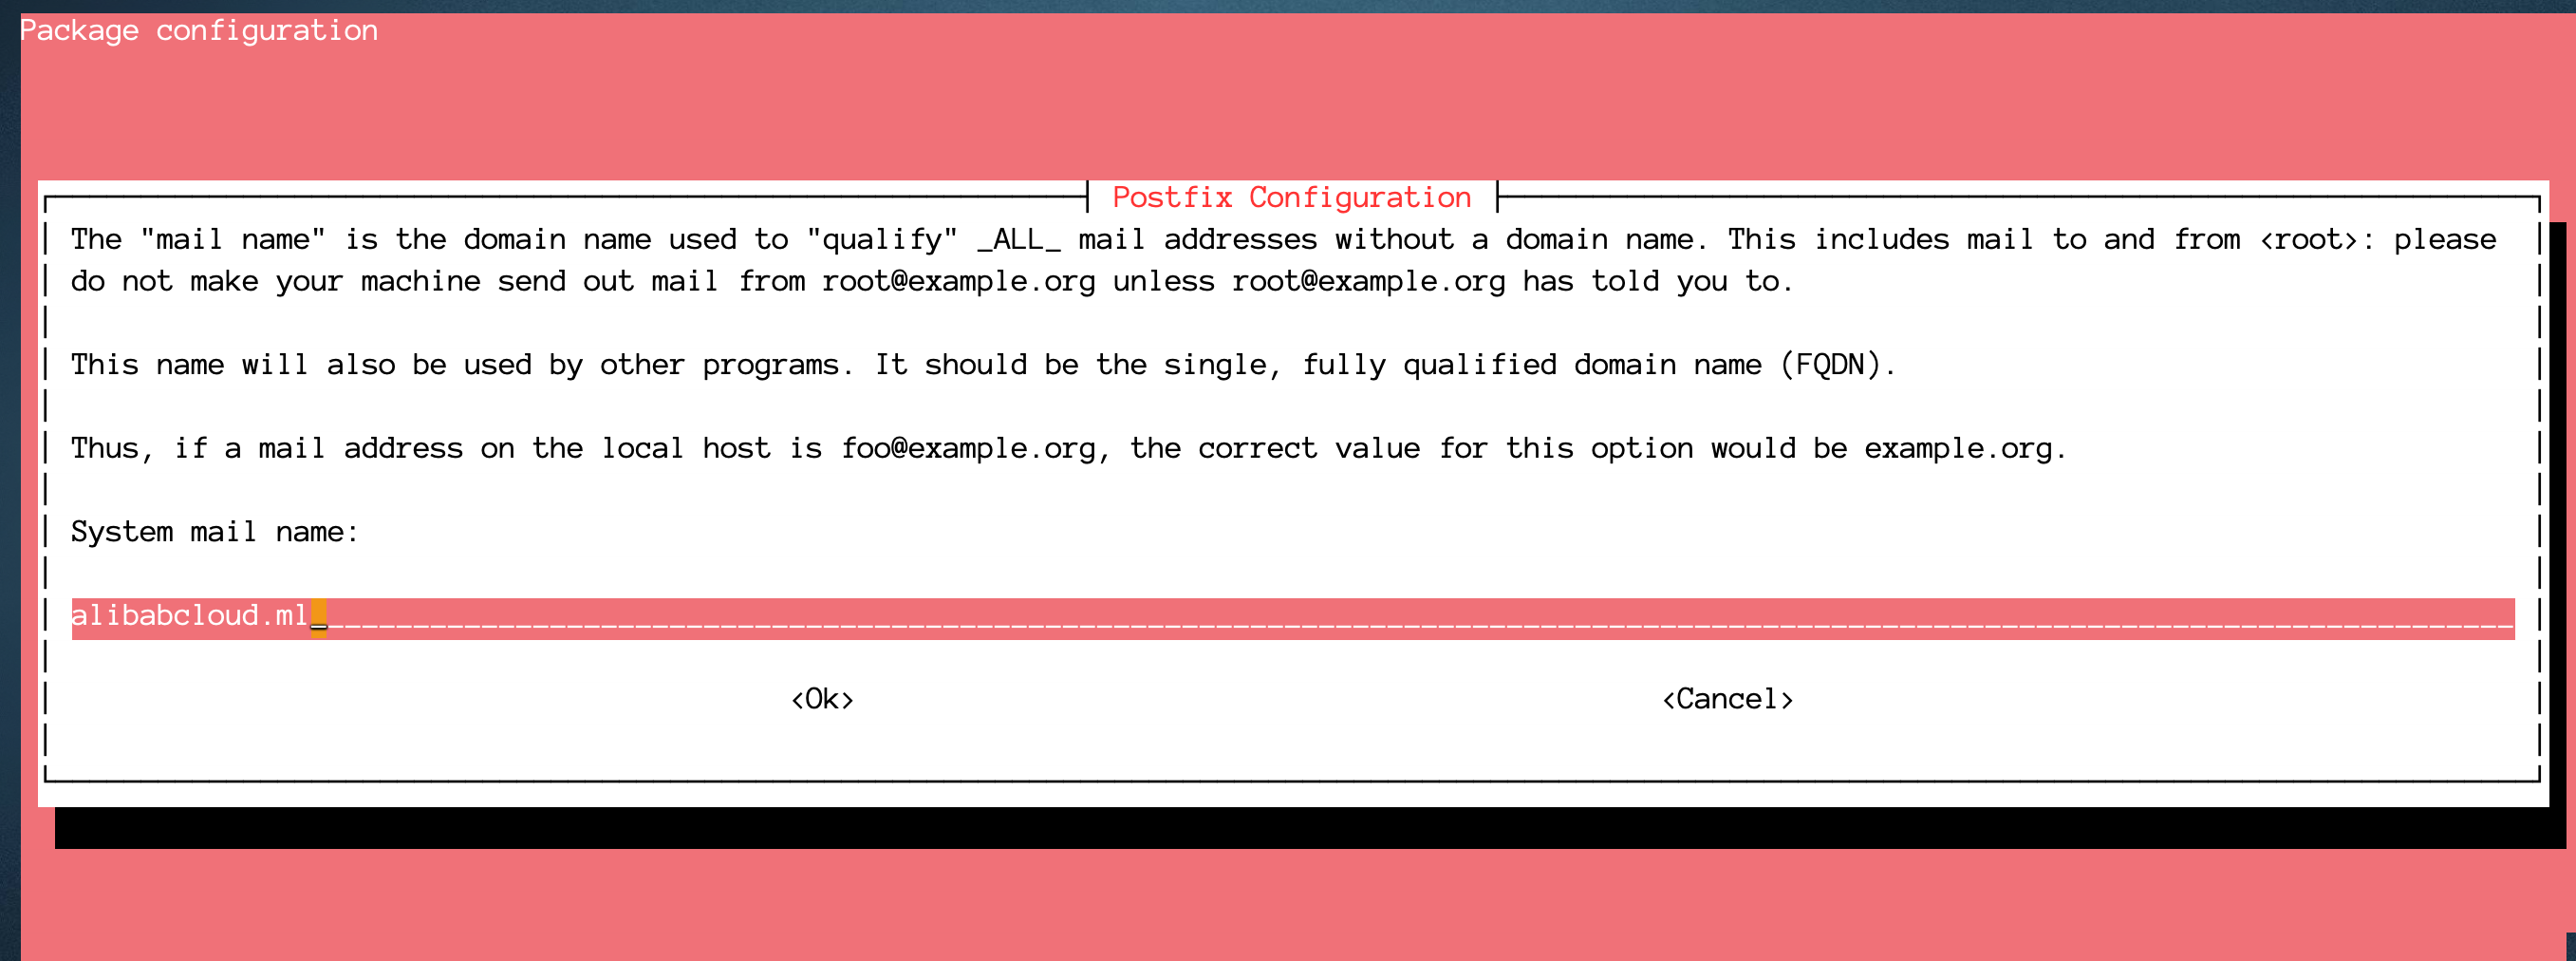 Package configuration
Postfix Configuration
The "mail name" is the domain name used to "qualify" _ALL_ mail addresses without a domain name. This includes mail to and from <root>: please
do not make your machine send out mail from root@example.org unless root@example.org has told you to.
This name will also be used by other programs. It should be the single, fully qualified domain name (FQDN).
Thus, if a mail address on the local host is foo@example.org, the correct value for this option would be example.org.
System mail name:
alibabcloud.ml
<Ok> <Cancel>